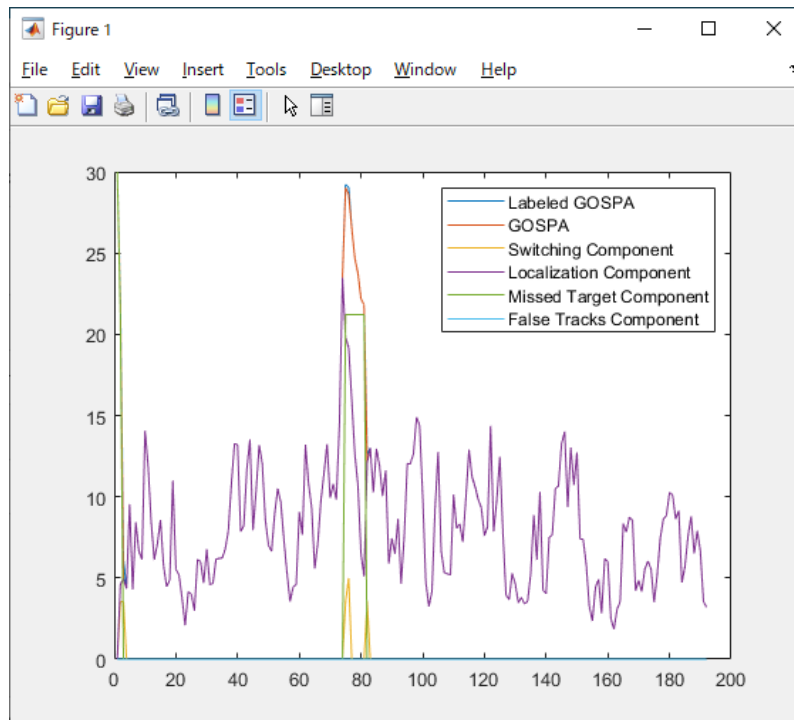 Figure 1
File Edit View Insert Tools Desktop Window Help
30
25
20
15
10
5
0
Labeled GOSPA
GOSPA
Switching Component
Localization Component
Missed Target Component
False Tracks Component
0 20 40 60 80 100 120 140 160 180 200